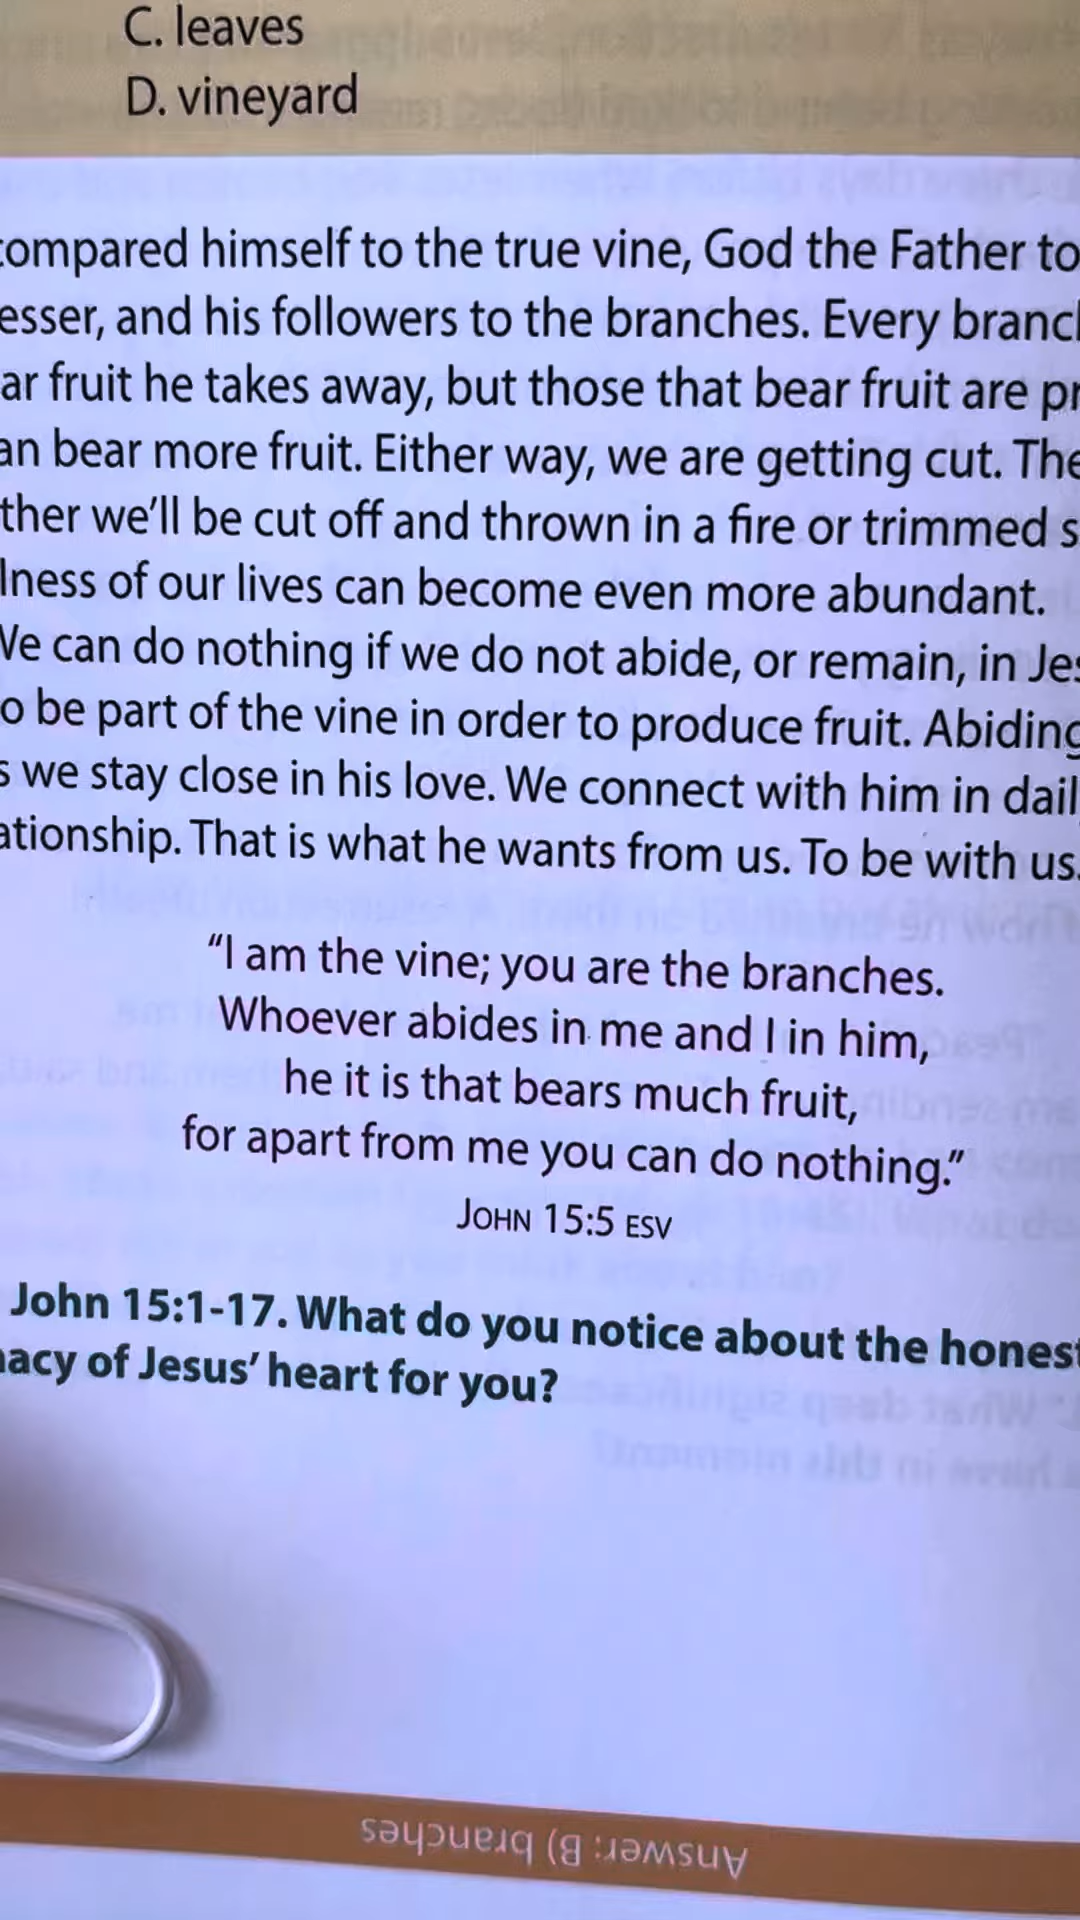 C. leaves
D. vineyard
compared himself to the true vine, God the Father to
esser, and his followers to the branches. Every branch
ar fruit he takes away, but those that bear fruit are pr
an bear more fruit. Either way, we are getting cut. The
ther we'll be cut off and thrown in a fire or trimmed s
lness of our lives can become even more abundant.
We can do nothing if we do not abide, or remain, in Jes
o be part of the vine in order to produce fruit. Abiding
s we stay close in his love. We connect with him in dail
ationship. That is what he wants from us. To be with us.
“I am the vine; you are the branches.
Whoever abides in me and I in him,
he it is that bears much fruit,
for apart from me you can do nothing.”
JOHN 15:5 ESV
John 15:1-17. What do you notice about the honest
macy of Jesus’ heart for you?
Answer: B) branches